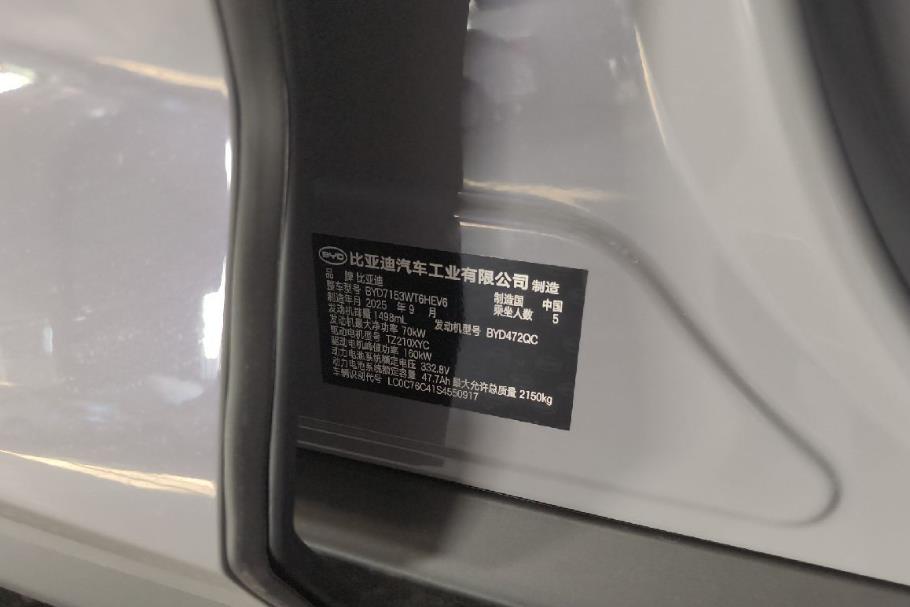 BYD 比亚迪汽车工业有限公司 制造
品 牌 比亚迪
整车型号 BYD7153WT6HEV6 制造国 中国
制造年月 2025 年 9 月 乘坐人数 5
发动机排量 1498mL
发动机最大净功率 70kW 发动机型号 BYD472QC
驱动电机型号 TZ210XYC
驱动电机峰值功率 160kW
动力电池系统额定电压 332.8V
动力电池系统额定容量 47.7Ah 最大允许总质量 2150kg
车辆识别代号 LC0C76C41S4550917